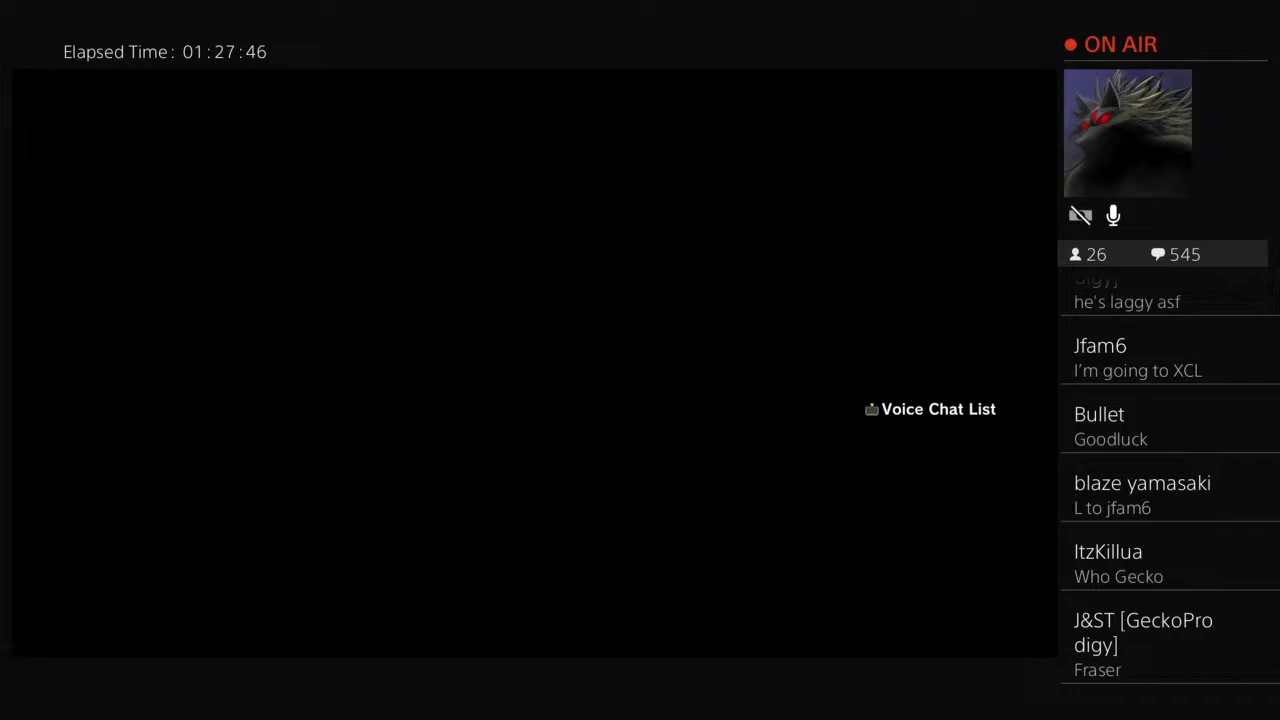 Elapsed Time: 01:27:46
ON AIR
26 545
digy]
he's laggy asf
Jfam6
I'm going to XCL
Voice Chat List
Bullet
Goodluck
blaze yamasaki
L to jfam6
ItzKillua
Who Gecko
J&ST [GeckoPro
digy]
Fraser